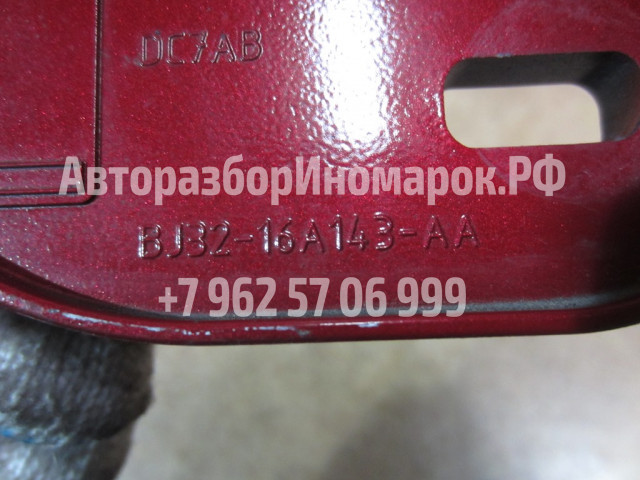 DC7AB
АвторазборИномарок.РФ
BJ32-16A143-AA
+7 962 57 06 999